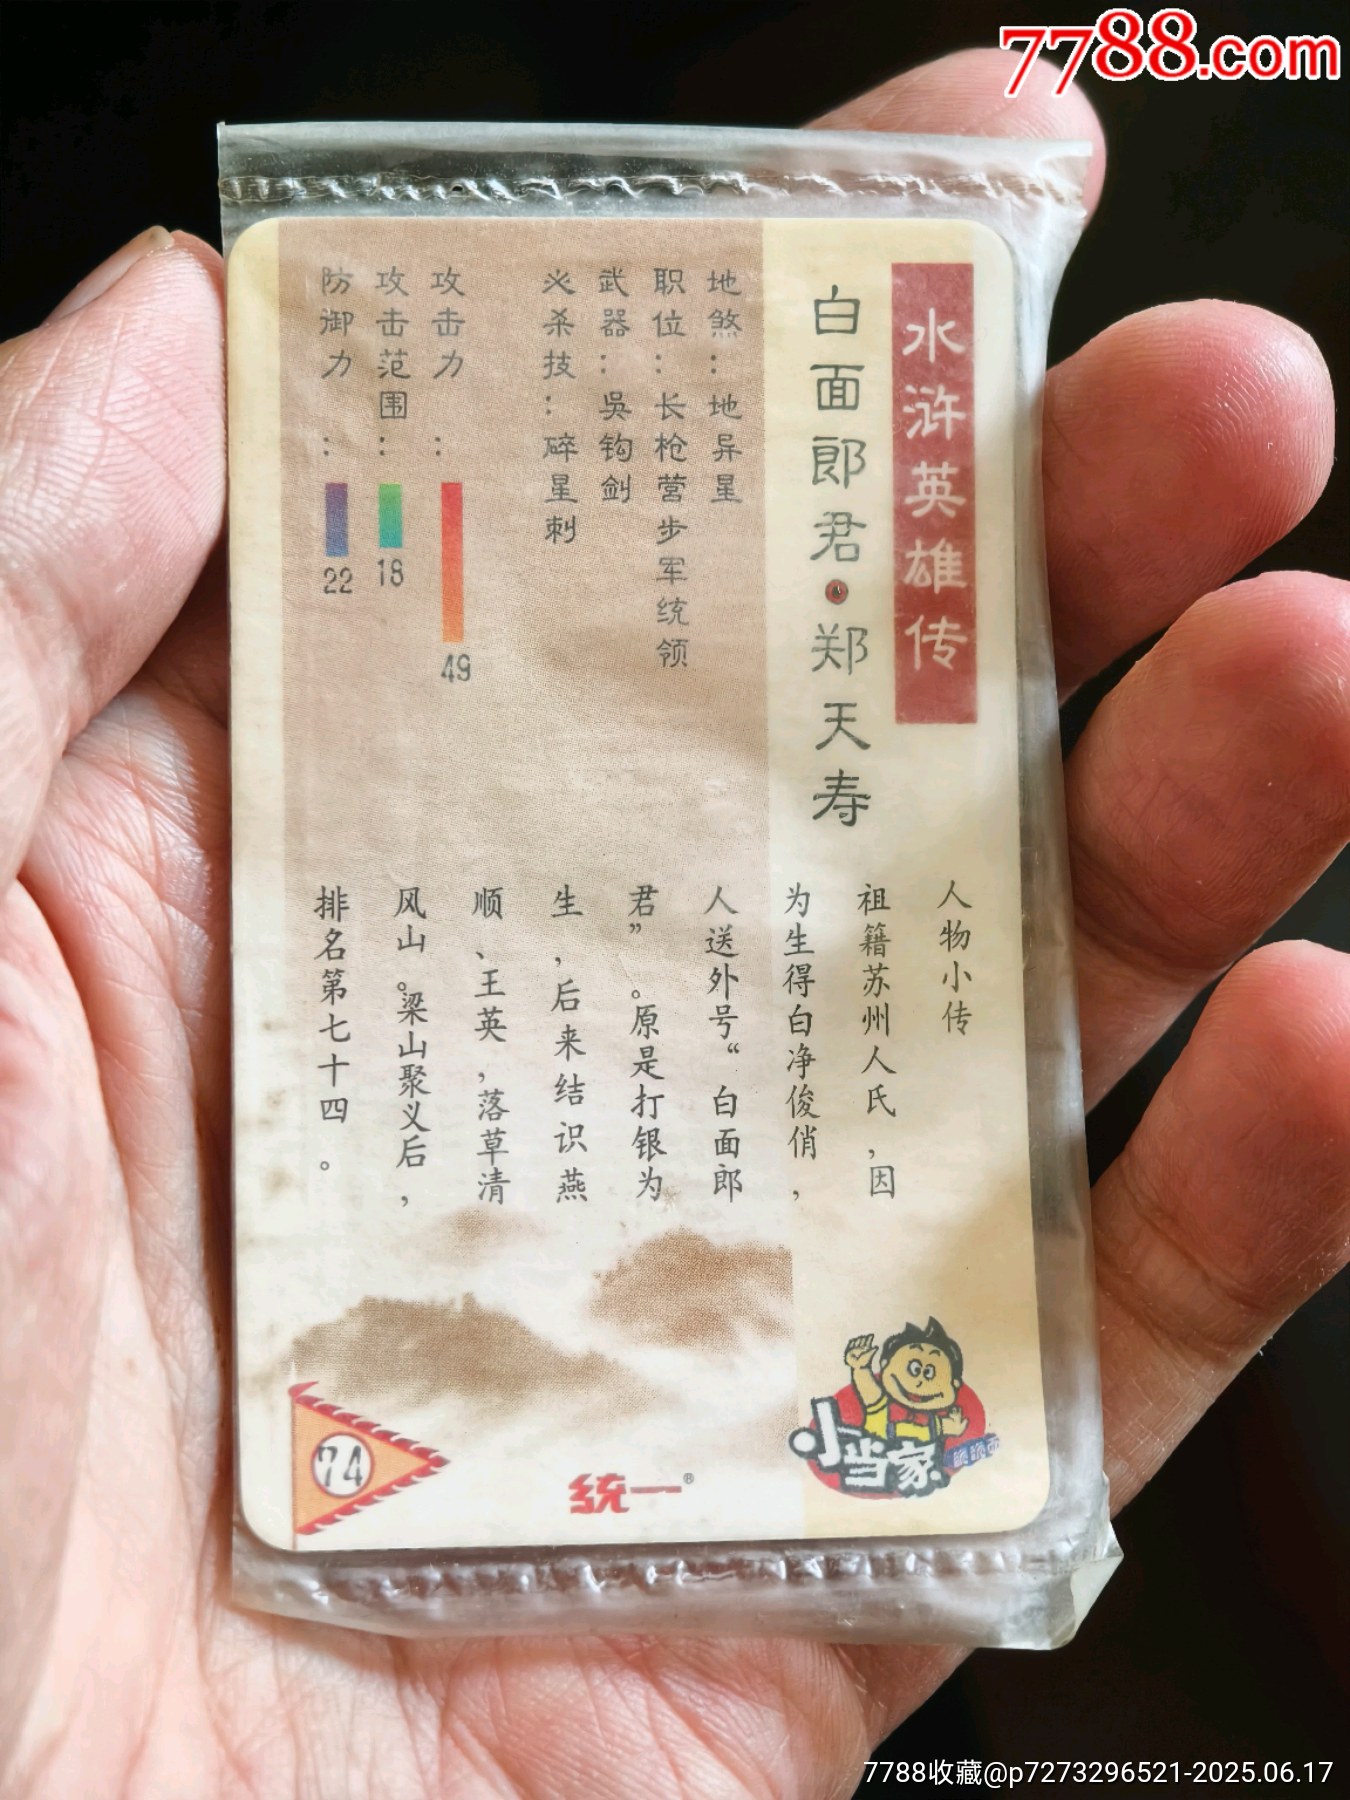 7788.com
水浒英雄传
白面郎君·郑天寿
地煞：地异星
职位：长枪营步军统领
武器：吴钩剑
必杀技：碎星刺
攻击力：49
攻击范围：18
防御力：22
人物小传
祖籍苏州人氏，因
为生得白净俊俏，
人送外号“白面郎
君”。原是打银为
生，后来结识燕
顺、王英，落草清
风山。梁山聚义后，
排名第七十四。
74
统一®
小当家
7788收藏@p7273296521-2025.06.17